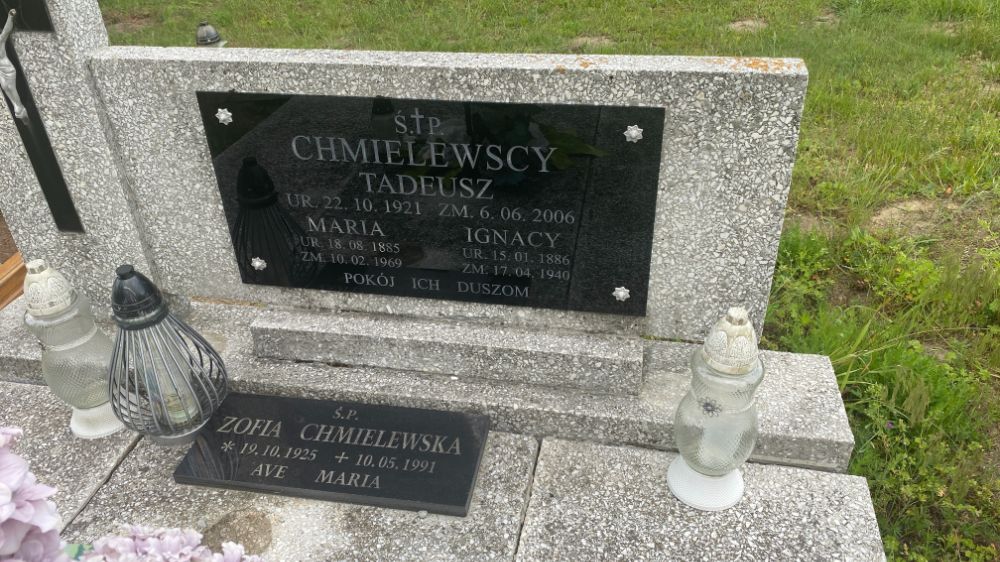 Ś.†P.
CHMIELEWSCY
TADEUSZ
UR. 22. 10. 1921 ZM. 6. 06. 2006
MARIA
UR. 18. 08. 1885
ZM. 10. 02. 1969
IGNACY
UR. 15. 01. 1886
ZM. 17. 04. 1940
POKÓJ ICH DUSZOM
Ś.P.
ZOFIA CHMIELEWSKA
* 19.10.1925 + 10.05.1991
AVE MARIA